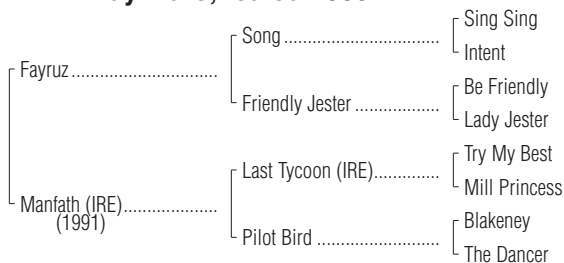 Sing Sing
Song
Intent
Fayruz
Be Friendly
Friendly Jester
Lady Jester
Try My Best
Last Tycoon (IRE)
Mill Princess
Manfath (IRE)
(1991)
Blakeney
Pilot Bird
The Dancer